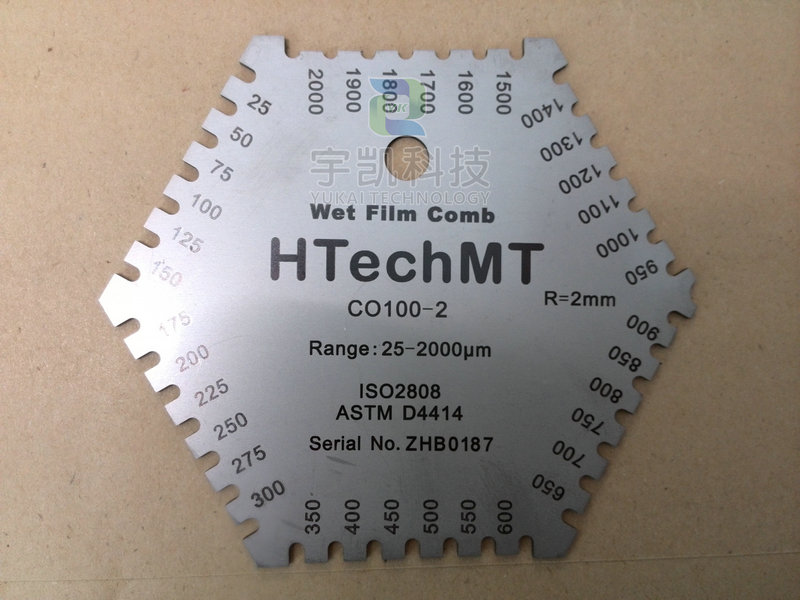 2000 1900 1800 1700 1600 1500
25
50
75
100
125
150
175
200
225
250
275
300
350 400 450 500 550 600
650
700
750
800
850
900
950
1000
1100
1200
1300
1400
UK
宇凯科技
YUKAI TECHNOLOGY
Wet Film Comb
HTechMT
CO100-2
R=2mm
Range: 25-2000μm
ISO2808
ASTM D4414
Serial No. ZHB0187